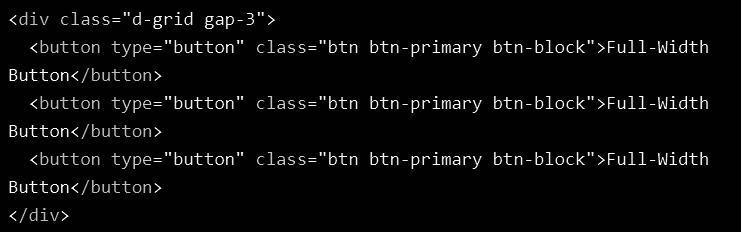 <div class="d-grid gap-3">
  <button type="button" class="btn btn-primary btn-block">Full-Width
Button</button>
  <button type="button" class="btn btn-primary btn-block">Full-Width
Button</button>
  <button type="button" class="btn btn-primary btn-block">Full-Width
Button</button>
</div>